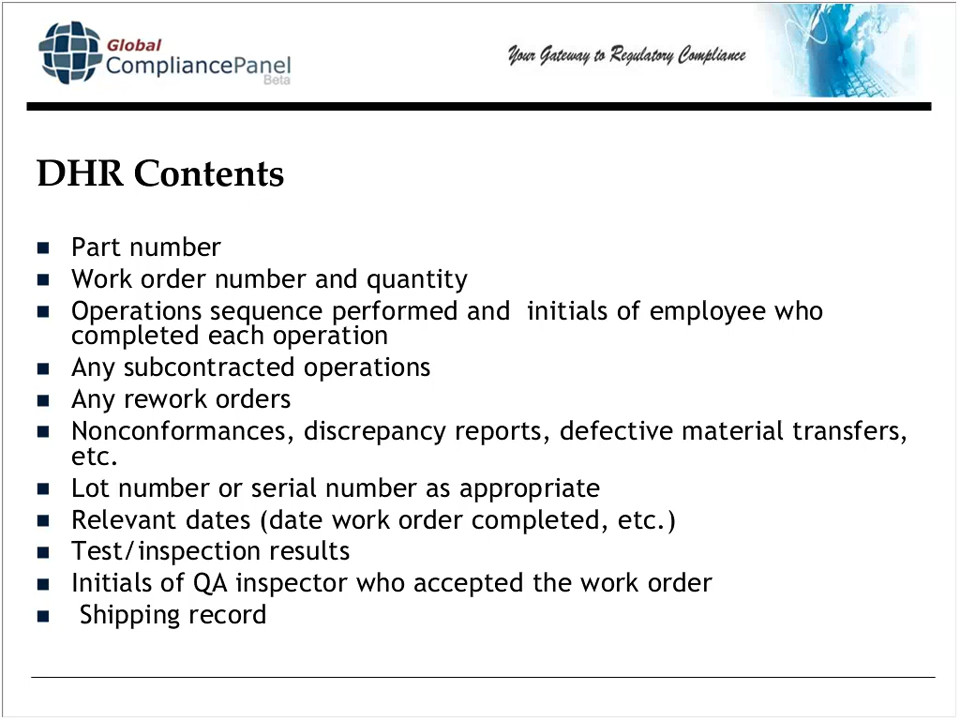 Global
CompliancePanel
Beta
Your Gateway to Regulatory Compliance
DHR Contents
Part number
Work order number and quantity
Operations sequence performed and  initials of employee who
completed each operation
Any subcontracted operations
Any rework orders
Nonconformances, discrepancy reports, defective material transfers,
etc.
Lot number or serial number as appropriate
Relevant dates (date work order completed, etc.)
Test/inspection results
Initials of QA inspector who accepted the work order
Shipping record